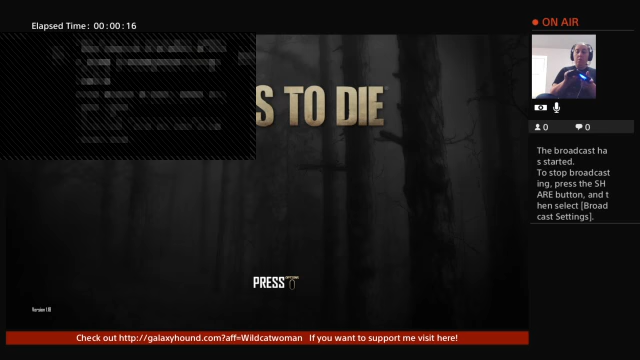 Elapsed Time: 00:00:16
ON AIR
S TO DIE
0 0
The broadcast ha
s started.
To stop broadcast
ing, press the SH
ARE button, and t
hen select [Broad
cast Settings].
PRESS
Check out http://galaxyhound.com?aff=Wildcatwoman If you want to support me visit here!